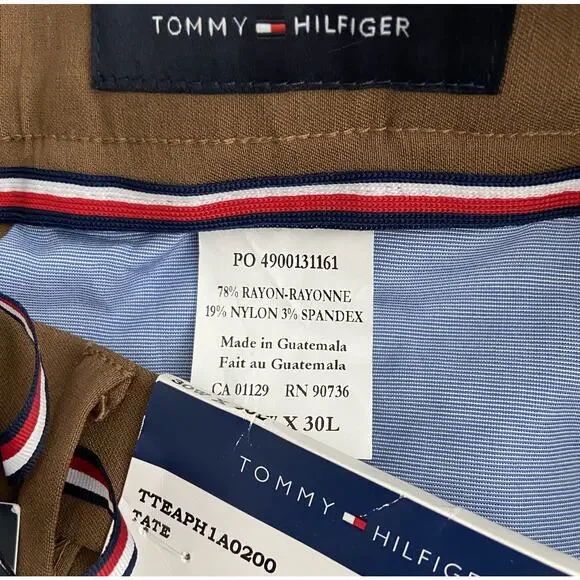 TOMMY HILFIGER
PO 4900131161
78% RAYON-RAYONNE
19% NYLON 3% SPANDEX
Made in Guatemala
Fait au Guatemala
CA 01129 RN 90736
X 30L
TOMMY HILFIGER
TTEAPH1A0200
TATE